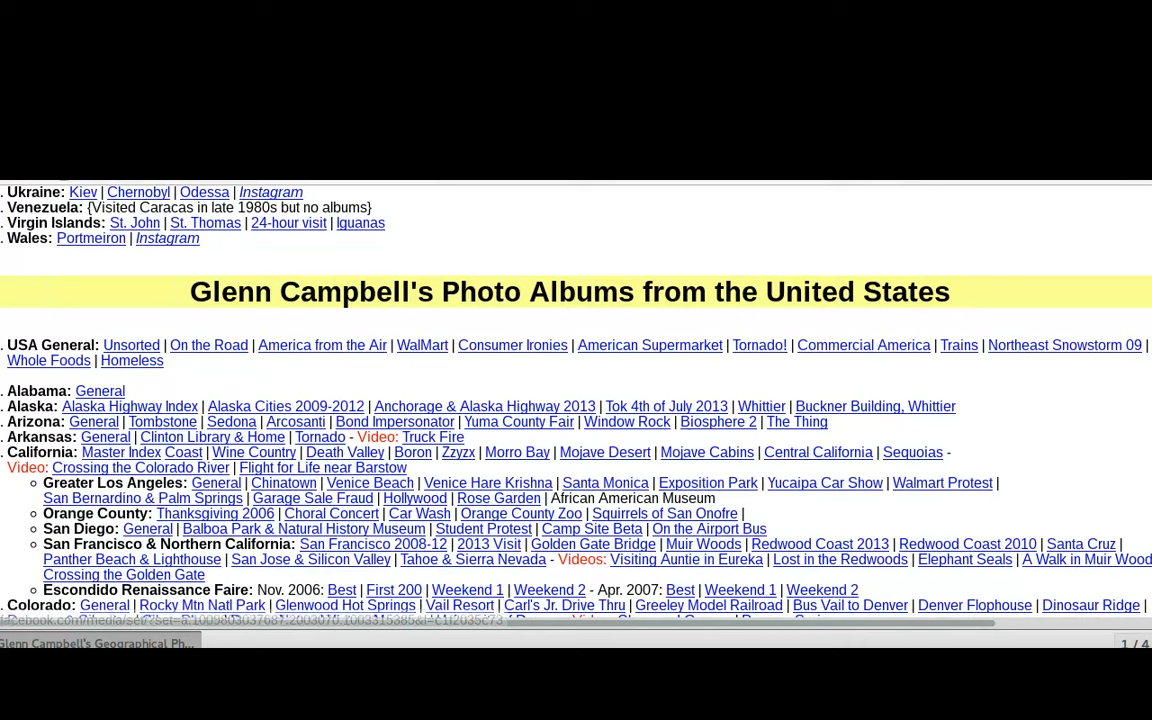 . Ukraine: Kiev | Chernobyl | Odessa | Instagram
. Venezuela: {Visited Caracas in late 1980s but no albums}
. Virgin Islands: St. John | St. Thomas | 24-hour visit | Iguanas
. Wales: Portmeiron | Instagram
Glenn Campbell's Photo Albums from the United States
. USA General: Unsorted | On the Road | America from the Air | WalMart | Consumer Ironies | American Supermarket | Tornado! | Commercial America | Trains | Northeast Snowstorm 09 |
Whole Foods | Homeless
. Alabama: General
. Alaska: Alaska Highway Index | Alaska Cities 2009-2012 | Anchorage & Alaska Highway 2013 | Tok 4th of July 2013 | Whittier | Buckner Building, Whittier
. Arizona: General | Tombstone | Sedona | Arcosanti | Bond Impersonator | Yuma County Fair | Window Rock | Biosphere 2 | The Thing
. Arkansas: General | Clinton Library & Home | Tornado - Video: Truck Fire
. California: Master Index Coast | Wine Country | Death Valley | Boron | Zzyzx | Morro Bay | Mojave Desert | Mojave Cabins | Central California | Sequoias -
Video: Crossing the Colorado River | Flight for Life near Barstow
Greater Los Angeles: General | Chinatown | Venice Beach | Venice Hare Krishna | Santa Monica | Exposition Park | Yucaipa Car Show | Walmart Protest |
San Bernardino & Palm Springs | Garage Sale Fraud | Hollywood | Rose Garden | African American Museum
Orange County: Thanksgiving 2006 | Choral Concert | Car Wash | Orange County Zoo | Squirrels of San Onofre |
San Diego: General | Balboa Park & Natural History Museum | Student Protest | Camp Site Beta | On the Airport Bus
San Francisco & Northern California: San Francisco 2008-12 | 2013 Visit | Golden Gate Bridge | Muir Woods | Redwood Coast 2013 | Redwood Coast 2010 | Santa Cruz |
Panther Beach & Lighthouse | San Jose & Silicon Valley | Tahoe & Sierra Nevada - Videos: Visiting Auntie in Eureka | Lost in the Redwoods | Elephant Seals | A Walk in Muir Wood
Crossing the Golden Gate
Escondido Renaissance Faire: Nov. 2006: Best | First 200 | Weekend 1 | Weekend 2 - Apr. 2007: Best | Weekend 1 | Weekend 2
. Colorado: General | Rocky Mtn Natl Park | Glenwood Hot Springs | Vail Resort | Carl's Jr. Drive Thru | Greeley Model Railroad | Bus Vail to Denver | Denver Flophouse | Dinosaur Ridge |
Glenn Campbell's Geographical Ph...
1 / 4